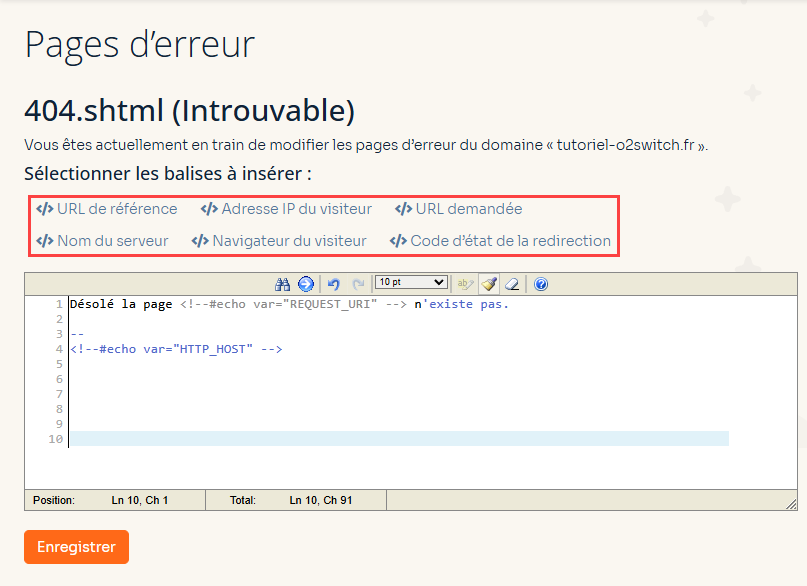 Pages d’erreur
404.shtml (Introuvable)
Vous êtes actuellement en train de modifier les pages d’erreur du domaine « tutoriel-o2switch.fr ».
Sélectionner les balises à insérer :
</> URL de référence </> Adresse IP du visiteur </> URL demandée
</> Nom du serveur </> Navigateur du visiteur </> Code d’état de la redirection
10 pt ab
1 Désolé la page <!--#echo var="REQUEST_URI" --> n'existe pas.
2
3 --
4 <!--#echo var="HTTP_HOST" -->
5
6
7
8
9
10
Position: Ln 10, Ch 1 Total: Ln 10, Ch 91
Enregistrer